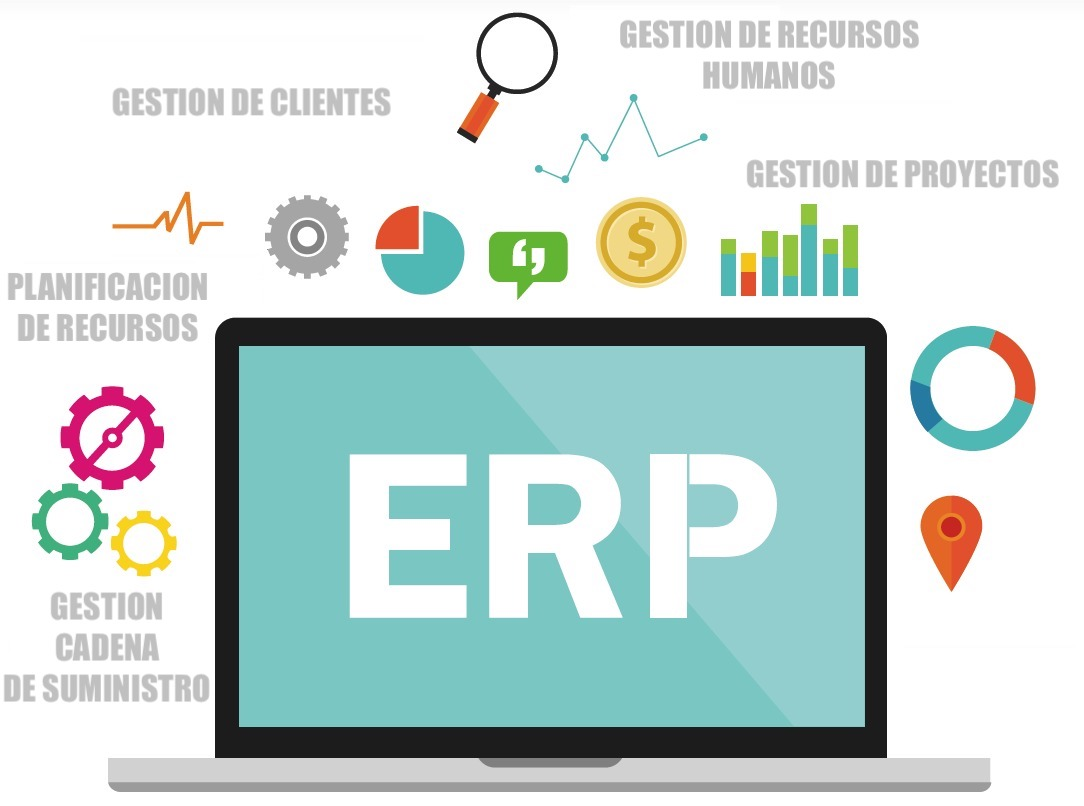 GESTION DE RECURSOS
HUMANOS
GESTION DE CLIENTES
GESTION DE PROYECTOS
$
PLANIFICACION
DE RECURSOS
ERP
GESTION
CADENA
DE SUMINISTRO